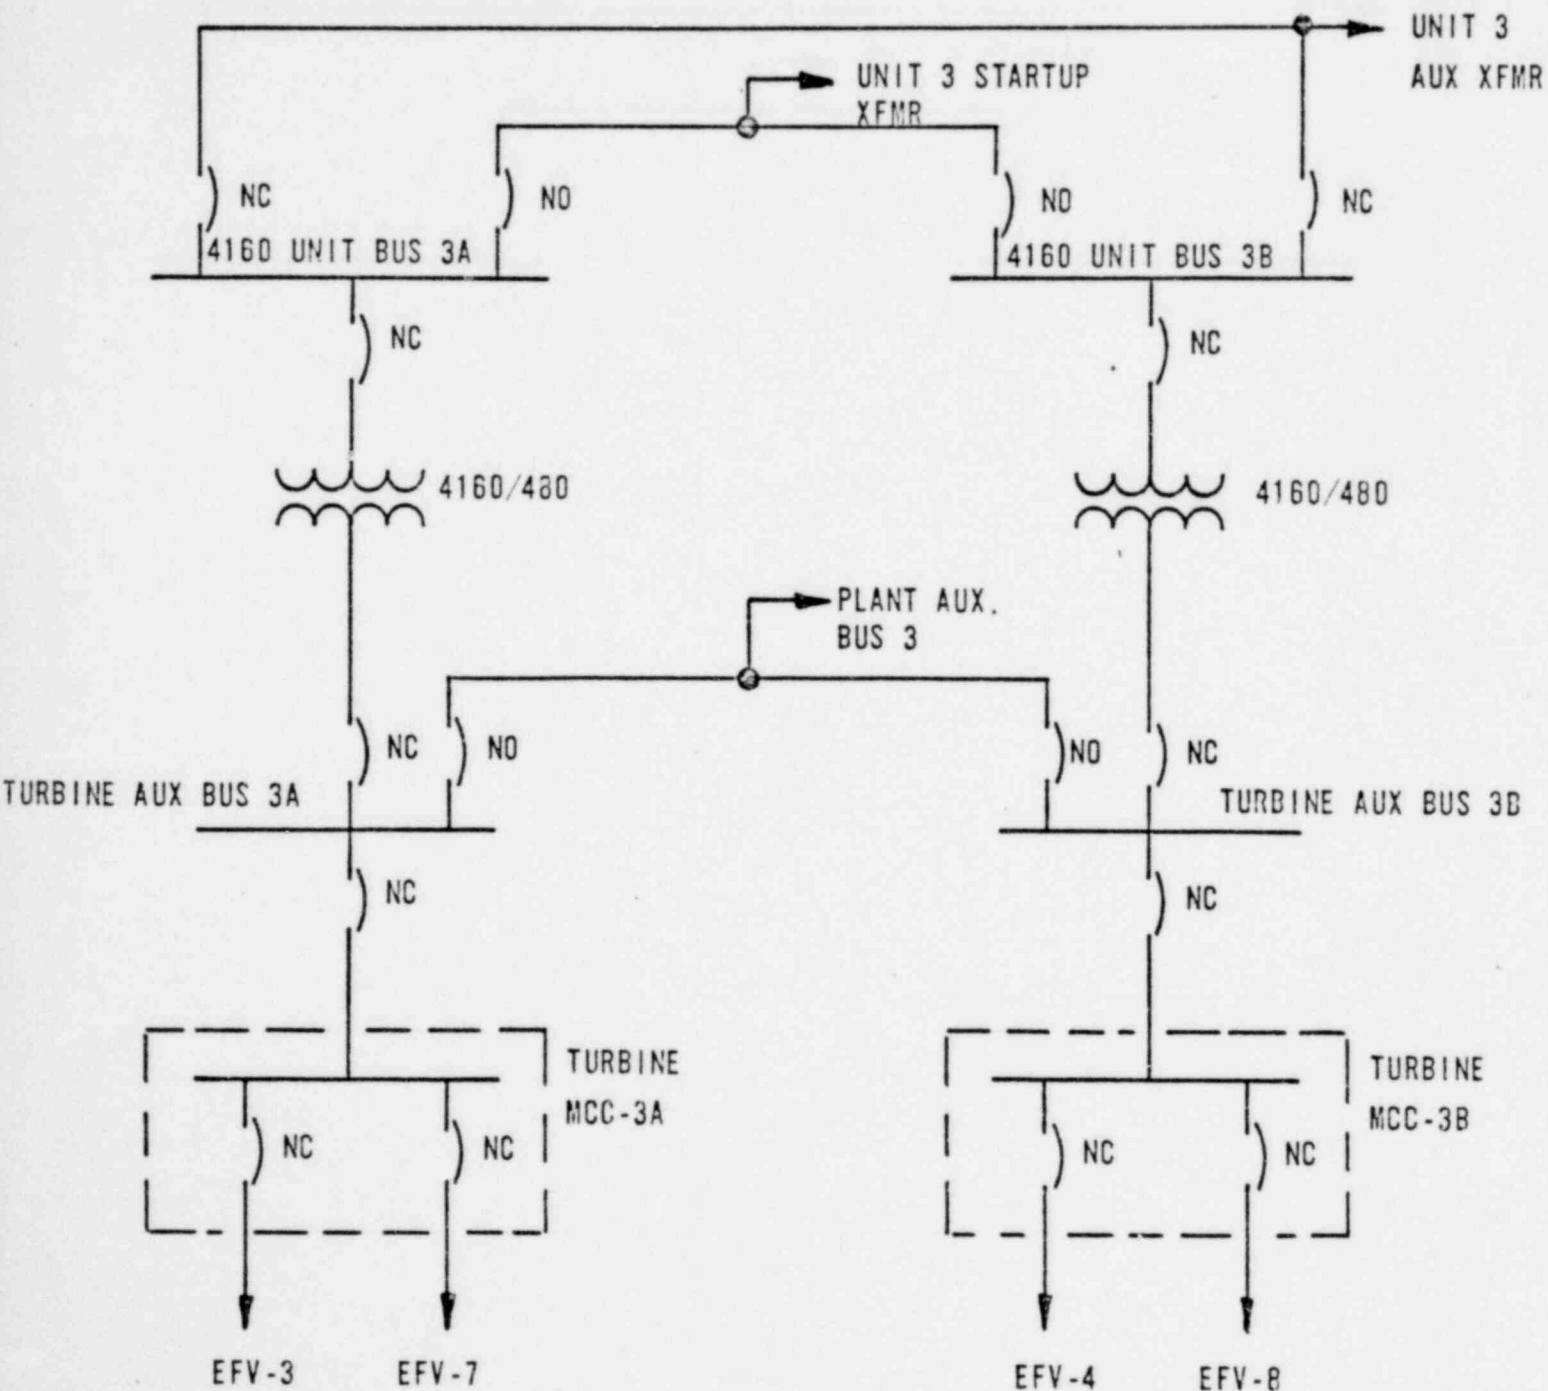 UNIT 3
AUX XFMR
UNIT 3 STARTUP
XFMR
NC
NO
NO
NC
4160 UNIT BUS 3A
4160 UNIT BUS 3B
NC
NC
4160/480
4160/480
PLANT AUX.
BUS 3
NC
NO
NO
NC
TURBINE AUX BUS 3A
TURBINE AUX BUS 3B
NC
NC
TURBINE
MCC-3A
TURBINE
MCC-3B
NC
NC
NC
NC
EFV-3
EFV-7
EFV-4
EFV-8